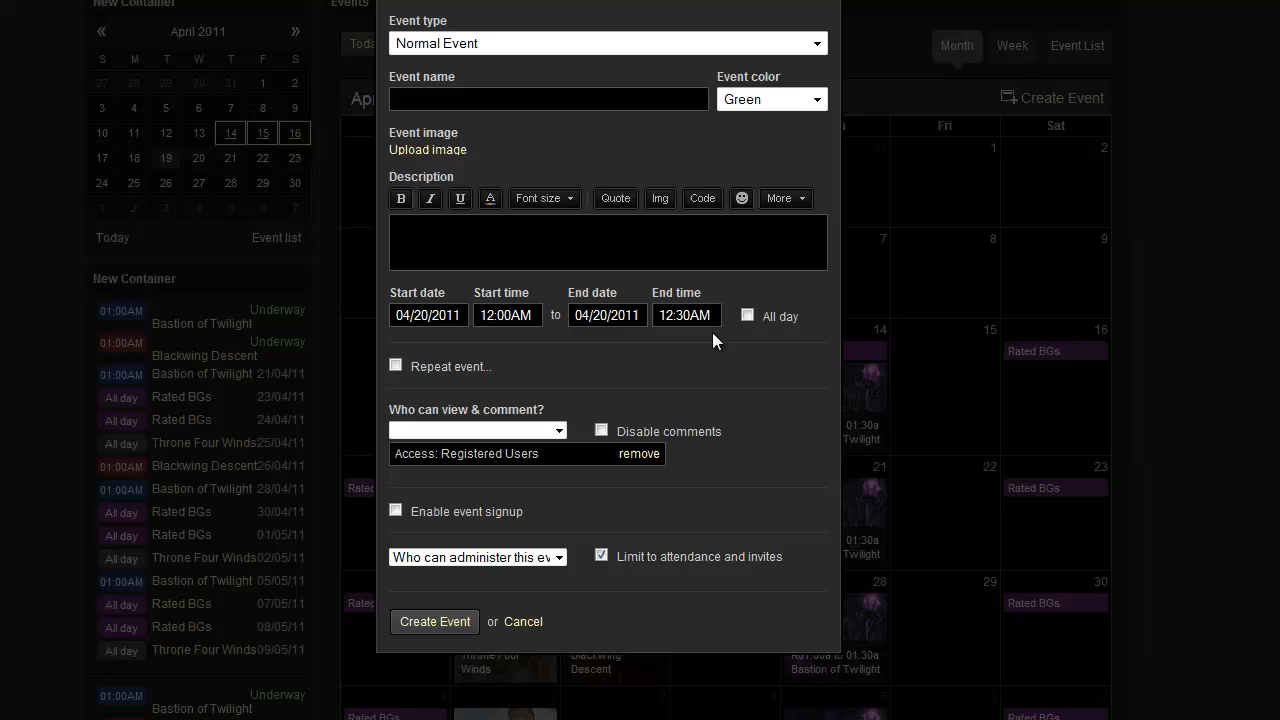 New Container
Events
«
April 2011
»
S M T W T F S
27 28 29 30 31 1 2
3 4 5 6 7 8 9
10 11 12 13 14 15 16
17 18 19 20 21 22 23
24 25 26 27 28 29 30
1 2 3 4 5 6 7
Today
Event list
New Container
01:00AM Underway
Bastion of Twilight
01:00AM Underway
Blackwing Descent
01:00AM Bastion of Twilight 21/04/11
All day Rated BGs 23/04/11
All day Rated BGs 24/04/11
All day Throne Four Winds 25/04/11
01:00AM Blackwing Descent 26/04/11
01:00AM Bastion of Twilight 28/04/11
All day Rated BGs 30/04/11
All day Rated BGs 01/05/11
All day Throne Four Winds 02/05/11
01:00AM Bastion of Twilight 05/05/11
All day Rated BGs 07/05/11
All day Rated BGs 08/05/11
All day Throne Four Winds 09/05/11
01:00AM Underway
Bastion of Twilight
Event type
Normal Event
Event name
Event color
Green
Event image
Upload image
Description
B I U A Font size Quote Img Code More
Start date Start time End date End time
04/20/2011 12:00AM to 04/20/2011 12:30AM All day
Repeat event...
Who can view & comment?
Disable comments
Access: Registered Users remove
Enable event signup
Who can administer this ev
Limit to attendance and invites
Create Event or Cancel
Toda
Month Week Event List
Apr
Create Event
u Fri Sat
31 1 2
7 8 9
14 15 16
Rated BGs
01:30a
Twilight
21 22 23
Rated
Rated BGs
01:30a
Twilight
28 29 30
Rated
Rated BGs
Throne Four
Winds
Blackwing
Descent
01:00a to 01:30a
Bastion of Twilight
5 6 7
Rated BGs
Rated BGs